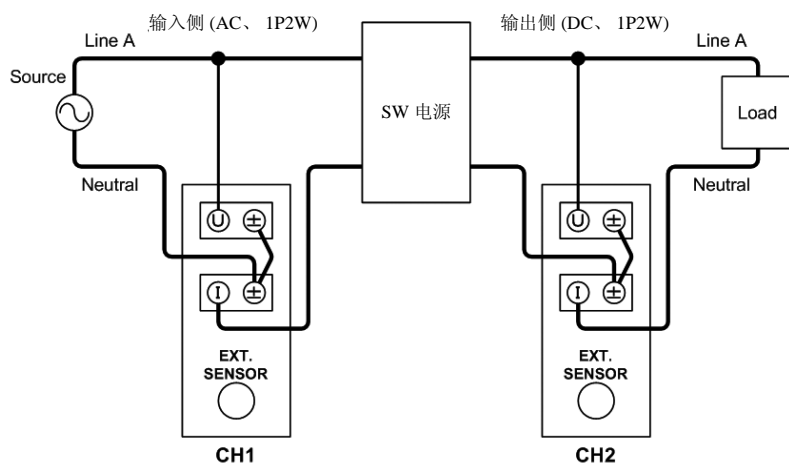 输入侧 (AC、 1P2W)
输出侧 (DC、 1P2W)
Line A
Line A
Source
SW 电源
Load
Neutral
Neutral
U ±
U ±
I ±
I ±
EXT.
SENSOR
EXT.
SENSOR
CH1
CH2